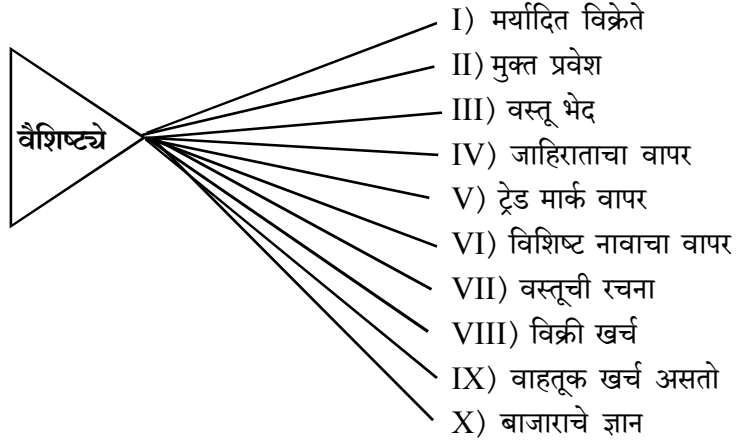 वैशिष्ट्ये
I) मर्यादित विक्रेते
II) मुक्त प्रवेश
III) वस्तू भेद
IV) जाहिराताचा वापर
V) ट्रेड मार्क वापर
VI) विशिष्ट नावाचा वापर
VII) वस्तूची रचना
VIII) विक्री खर्च
IX) वाहतूक खर्च असतो
X) बाजाराचे ज्ञान